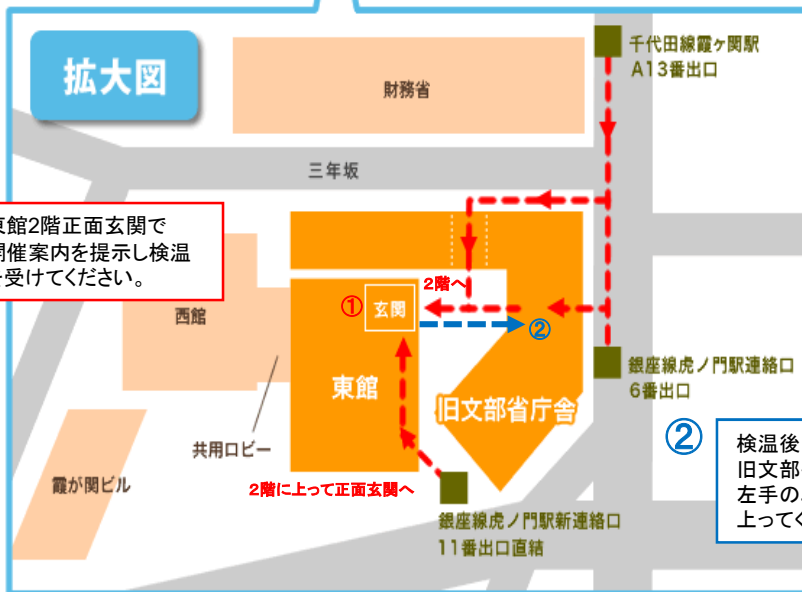 拡大図
財務省
千代田線霞ヶ関駅
A13番出口
三年坂
東館2階正面玄関で
開催案内を提示し検温
を受けてください。
西館
2階へ
① 玄関
②
東館
旧文部省庁舎
銀座線虎ノ門駅連絡口
6番出口
共用ロビー
霞が関ビル
2階に上って正面玄関へ
銀座線虎ノ門駅新連絡口
11番出口直結
②
検温後
旧文部
左手の
上ってく